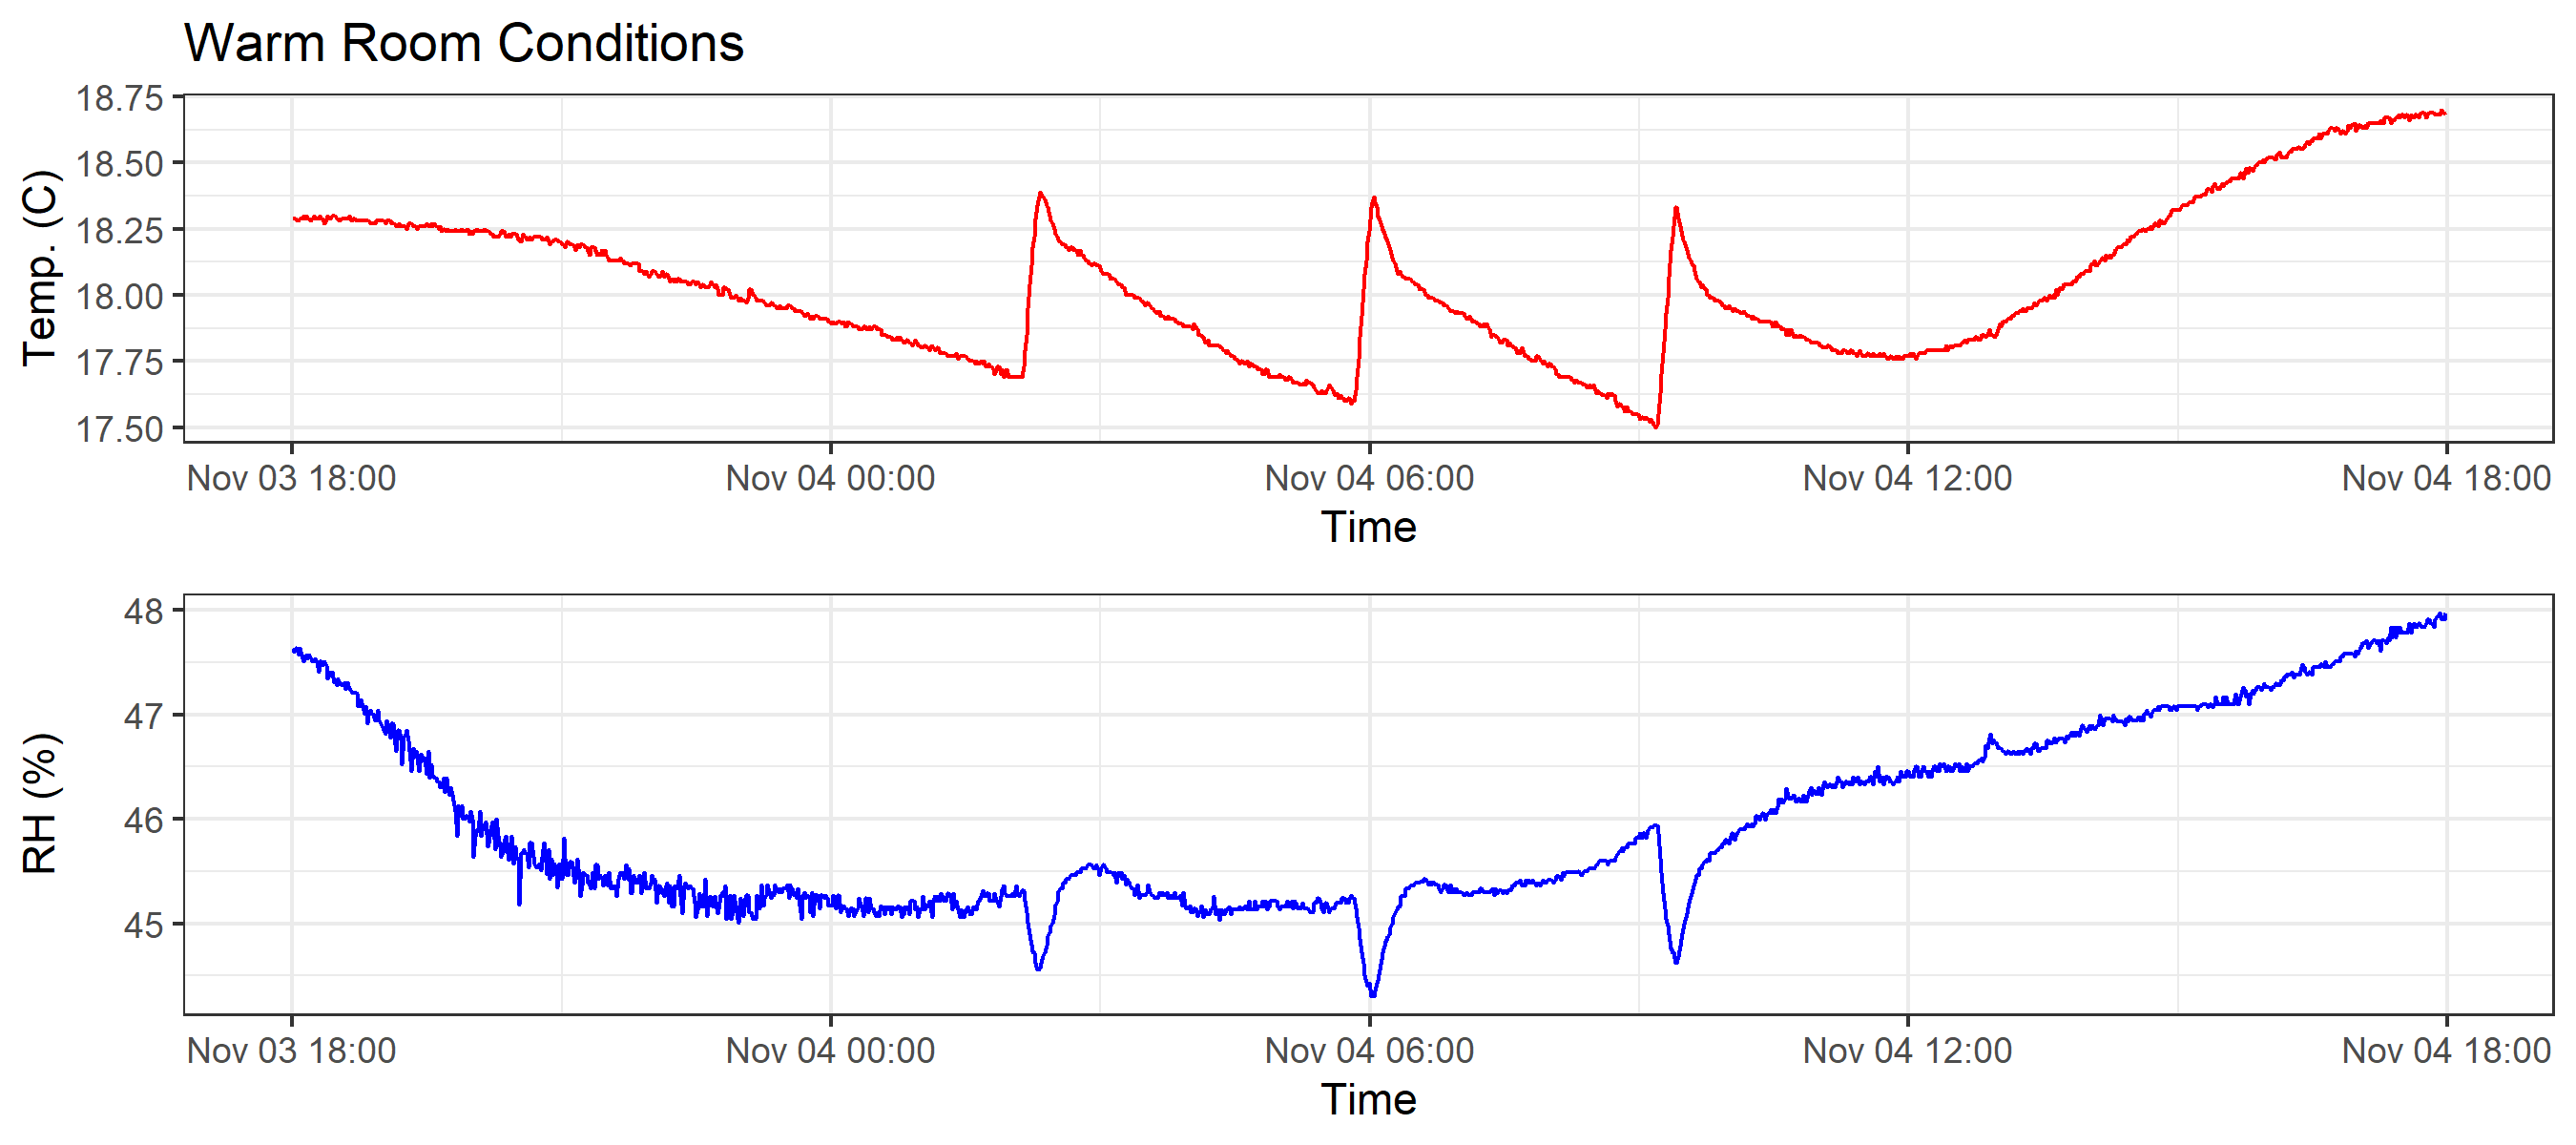 Warm Room Conditions
Temp. (C)
18.75
18.50
18.25
18.00
17.75
17.50
Nov 03 18:00 Nov 04 00:00 Nov 04 06:00 Nov 04 12:00 Nov 04 18:00
Time
RH (%)
48
47
46
45
Nov 03 18:00 Nov 04 00:00 Nov 04 06:00 Nov 04 12:00 Nov 04 18:00
Time